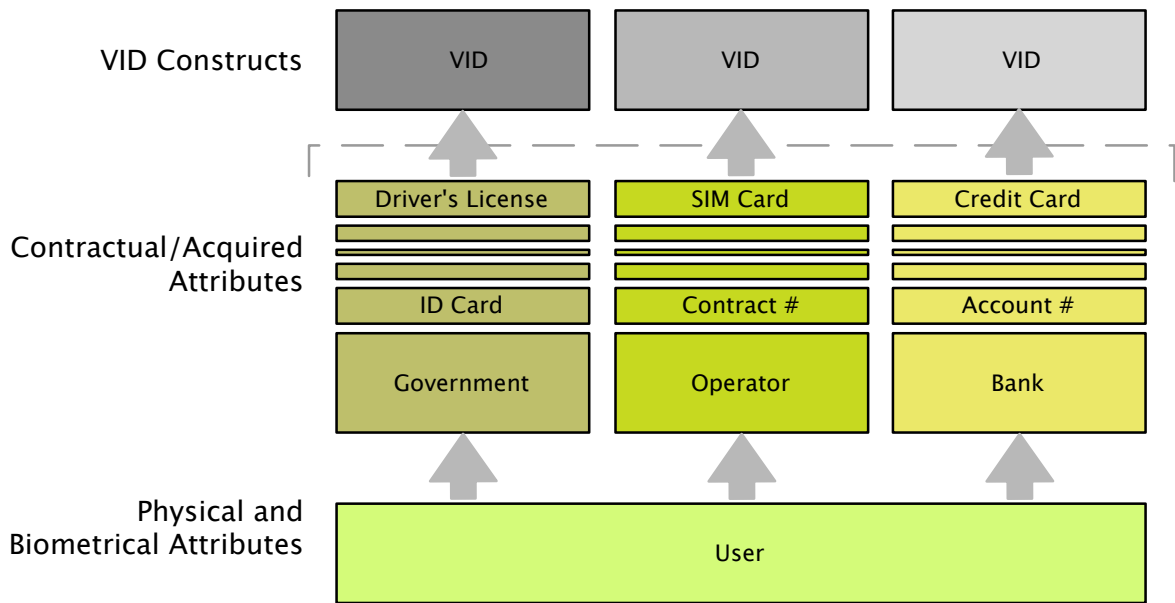 VID Constructs
VID
VID
VID
Contractual/Acquired
Attributes
Driver's License
SIM Card
Credit Card
ID Card
Contract #
Account #
Government
Operator
Bank
Physical and
Biometrical Attributes
User